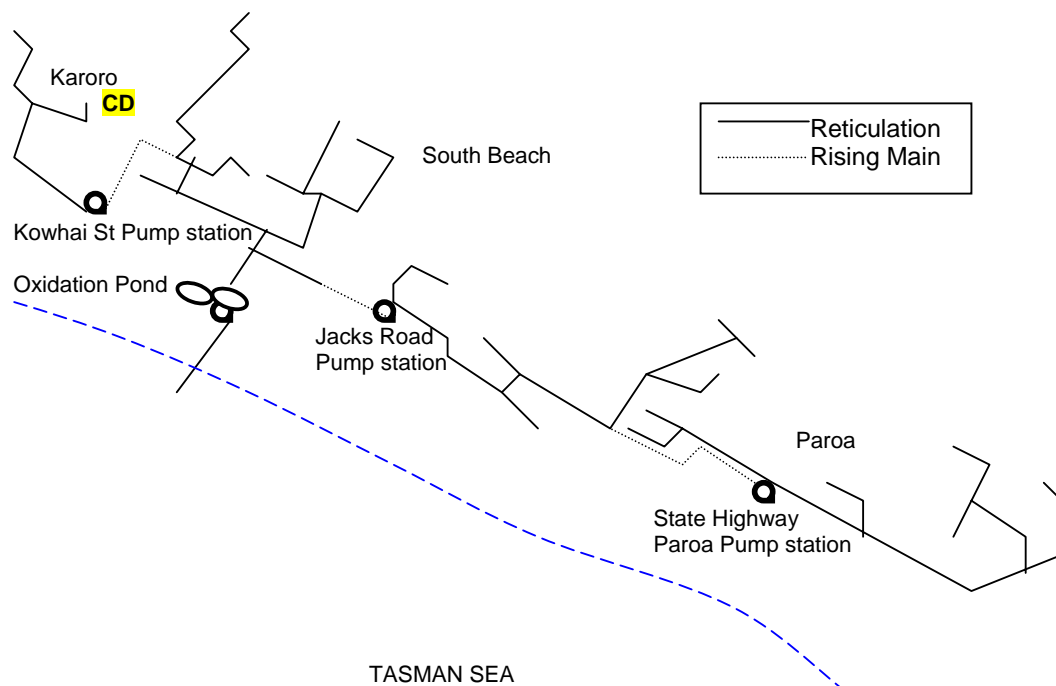 Karoro
CD
South Beach
Reticulation
Rising Main
Kowhai St Pump station
Oxidation Pond
Jacks Road
Pump station
Paroa
State Highway
Paroa Pump station
TASMAN SEA